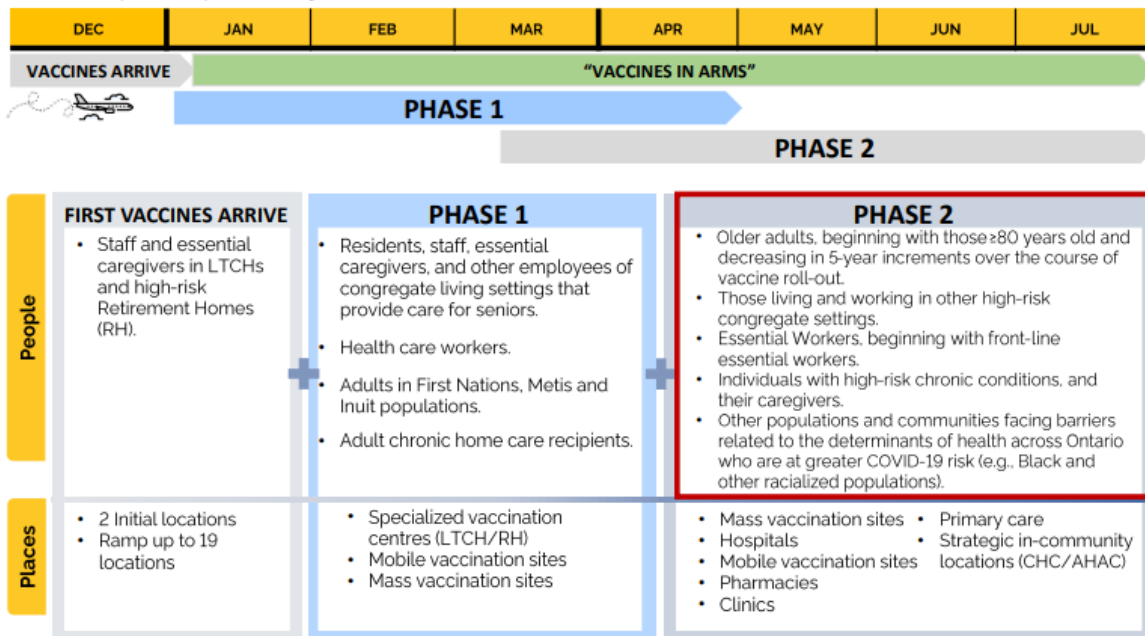 DEC JAN FEB MAR APR MAY JUN JUL
VACCINES ARRIVE
“VACCINES IN ARMS”
PHASE 1
PHASE 2
People
FIRST VACCINES ARRIVE
• Staff and essential
caregivers in LTCHs
and high-risk
Retirement Homes
(RH).
PHASE 1
• Residents, staff, essential
caregivers, and other employees of
congregate living settings that
provide care for seniors.
• Health care workers.
• Adults in First Nations, Metis and
Inuit populations.
• Adult chronic home care recipients.
PHASE 2
• Older adults, beginning with those ≥80 years old and
decreasing in 5-year increments over the course of
vaccine roll-out.
• Those living and working in other high-risk
congregate settings.
• Essential Workers, beginning with front-line
essential workers.
• Individuals with high-risk chronic conditions, and
their caregivers.
• Other populations and communities facing barriers
related to the determinants of health across Ontario
who are at greater COVID-19 risk (e.g., Black and
other racialized populations).
Places
• 2 Initial locations
• Ramp up to 19
locations
• Specialized vaccination
centres (LTCH/RH)
• Mobile vaccination sites
• Mass vaccination sites
• Mass vaccination sites
• Hospitals
• Mobile vaccination sites
• Pharmacies
• Clinics
• Primary care
• Strategic in-community
locations (CHC/AHAC)